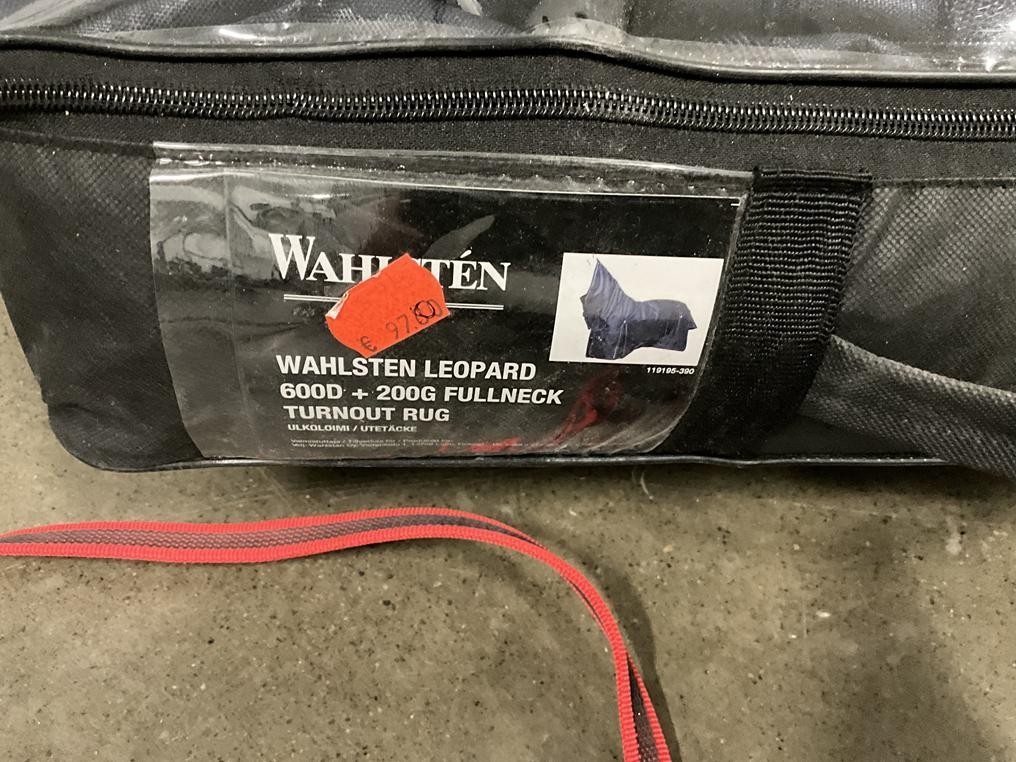 WAHLSTÉN
€ 97.50
WAHLSTEN LEOPARD
600D + 200G FULLNECK
TURNOUT RUG
ULKOLOIMI / UTETÄCKE
119195-390